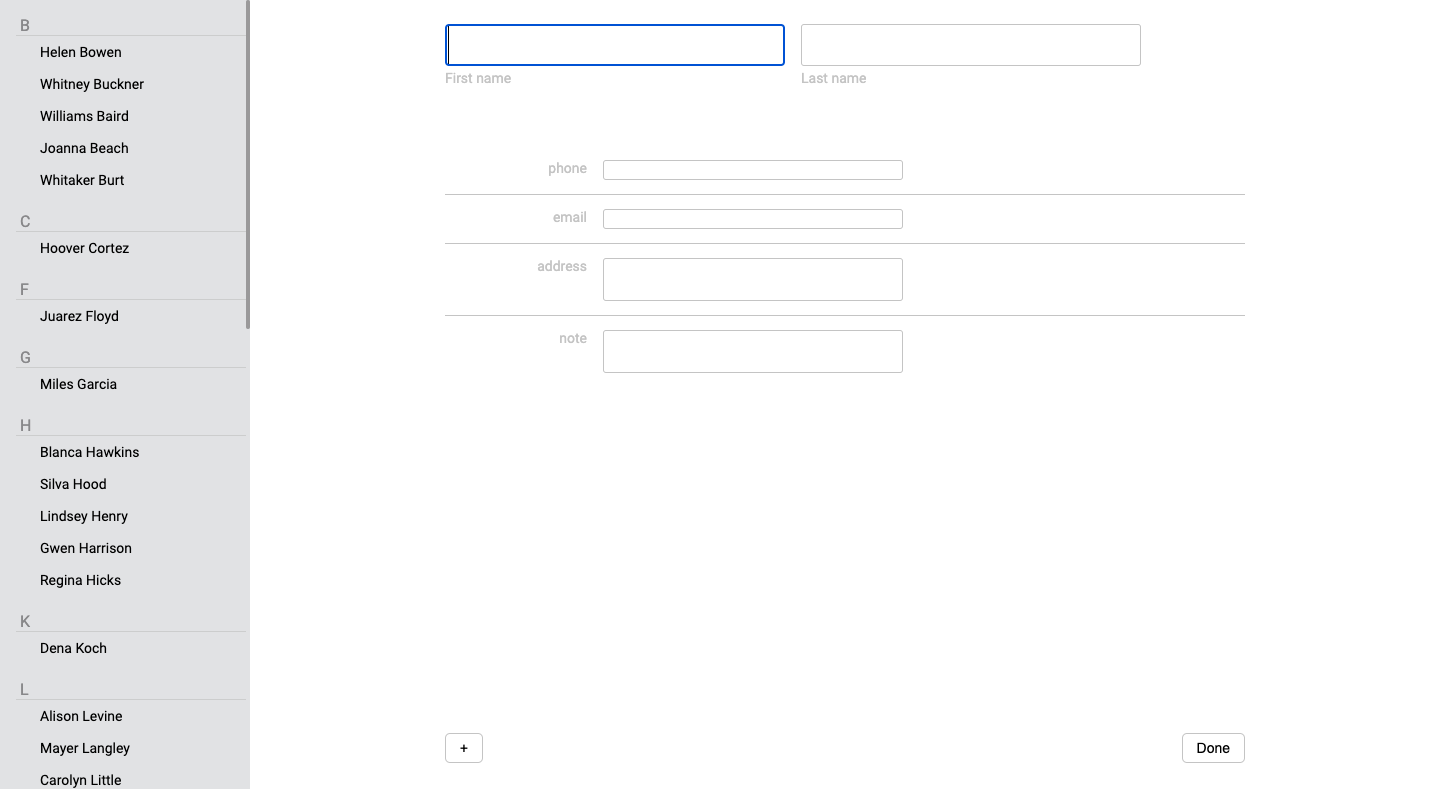 B
Helen Bowen
Whitney Buckner
Williams Baird
Joanna Beach
Whitaker Burt
C
Hoover Cortez
F
Juarez Floyd
G
Miles Garcia
H
Blanca Hawkins
Silva Hood
Lindsey Henry
Gwen Harrison
Regina Hicks
K
Dena Koch
L
Alison Levine
Mayer Langley
Carolyn Little
First name
Last name
phone
email
address
note
+
Done